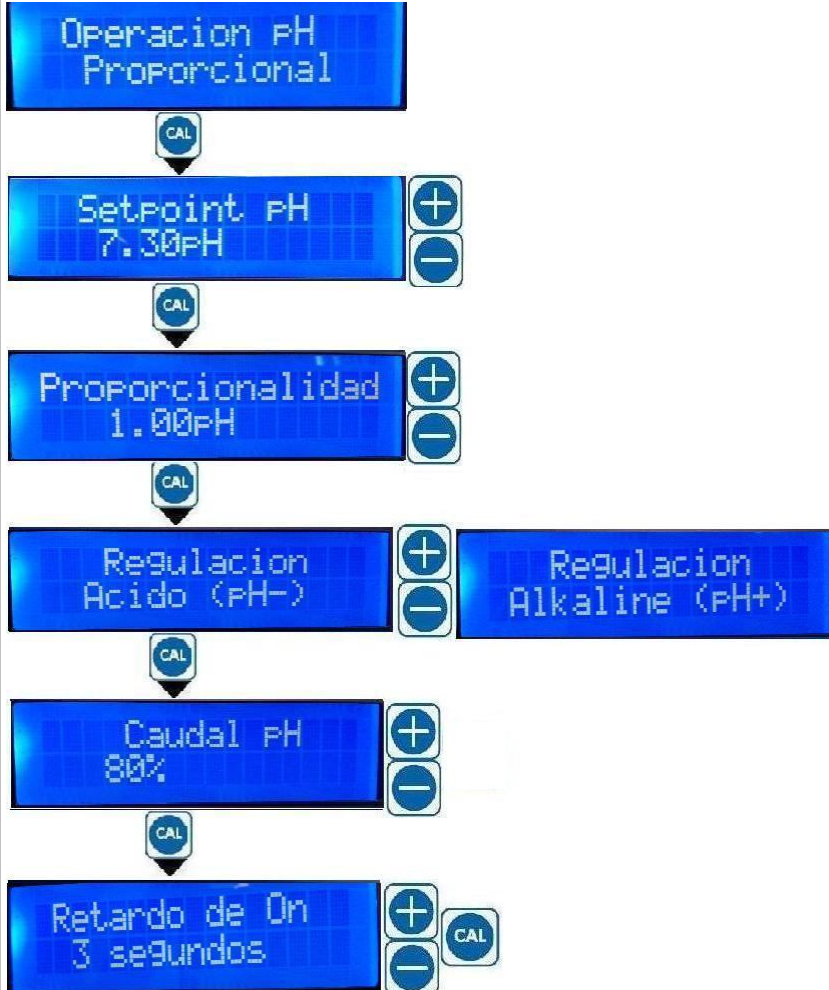 Operacion pH
Proporcional
CAL
Setpoint pH
7.30pH
CAL
Proporcionalidad
1.00pH
CAL
Regulacion
Acido (pH-)
Regulacion
Alkaline (pH+)
CAL
Caudal pH
80%
CAL
Retardo de On
3 segundos
CAL